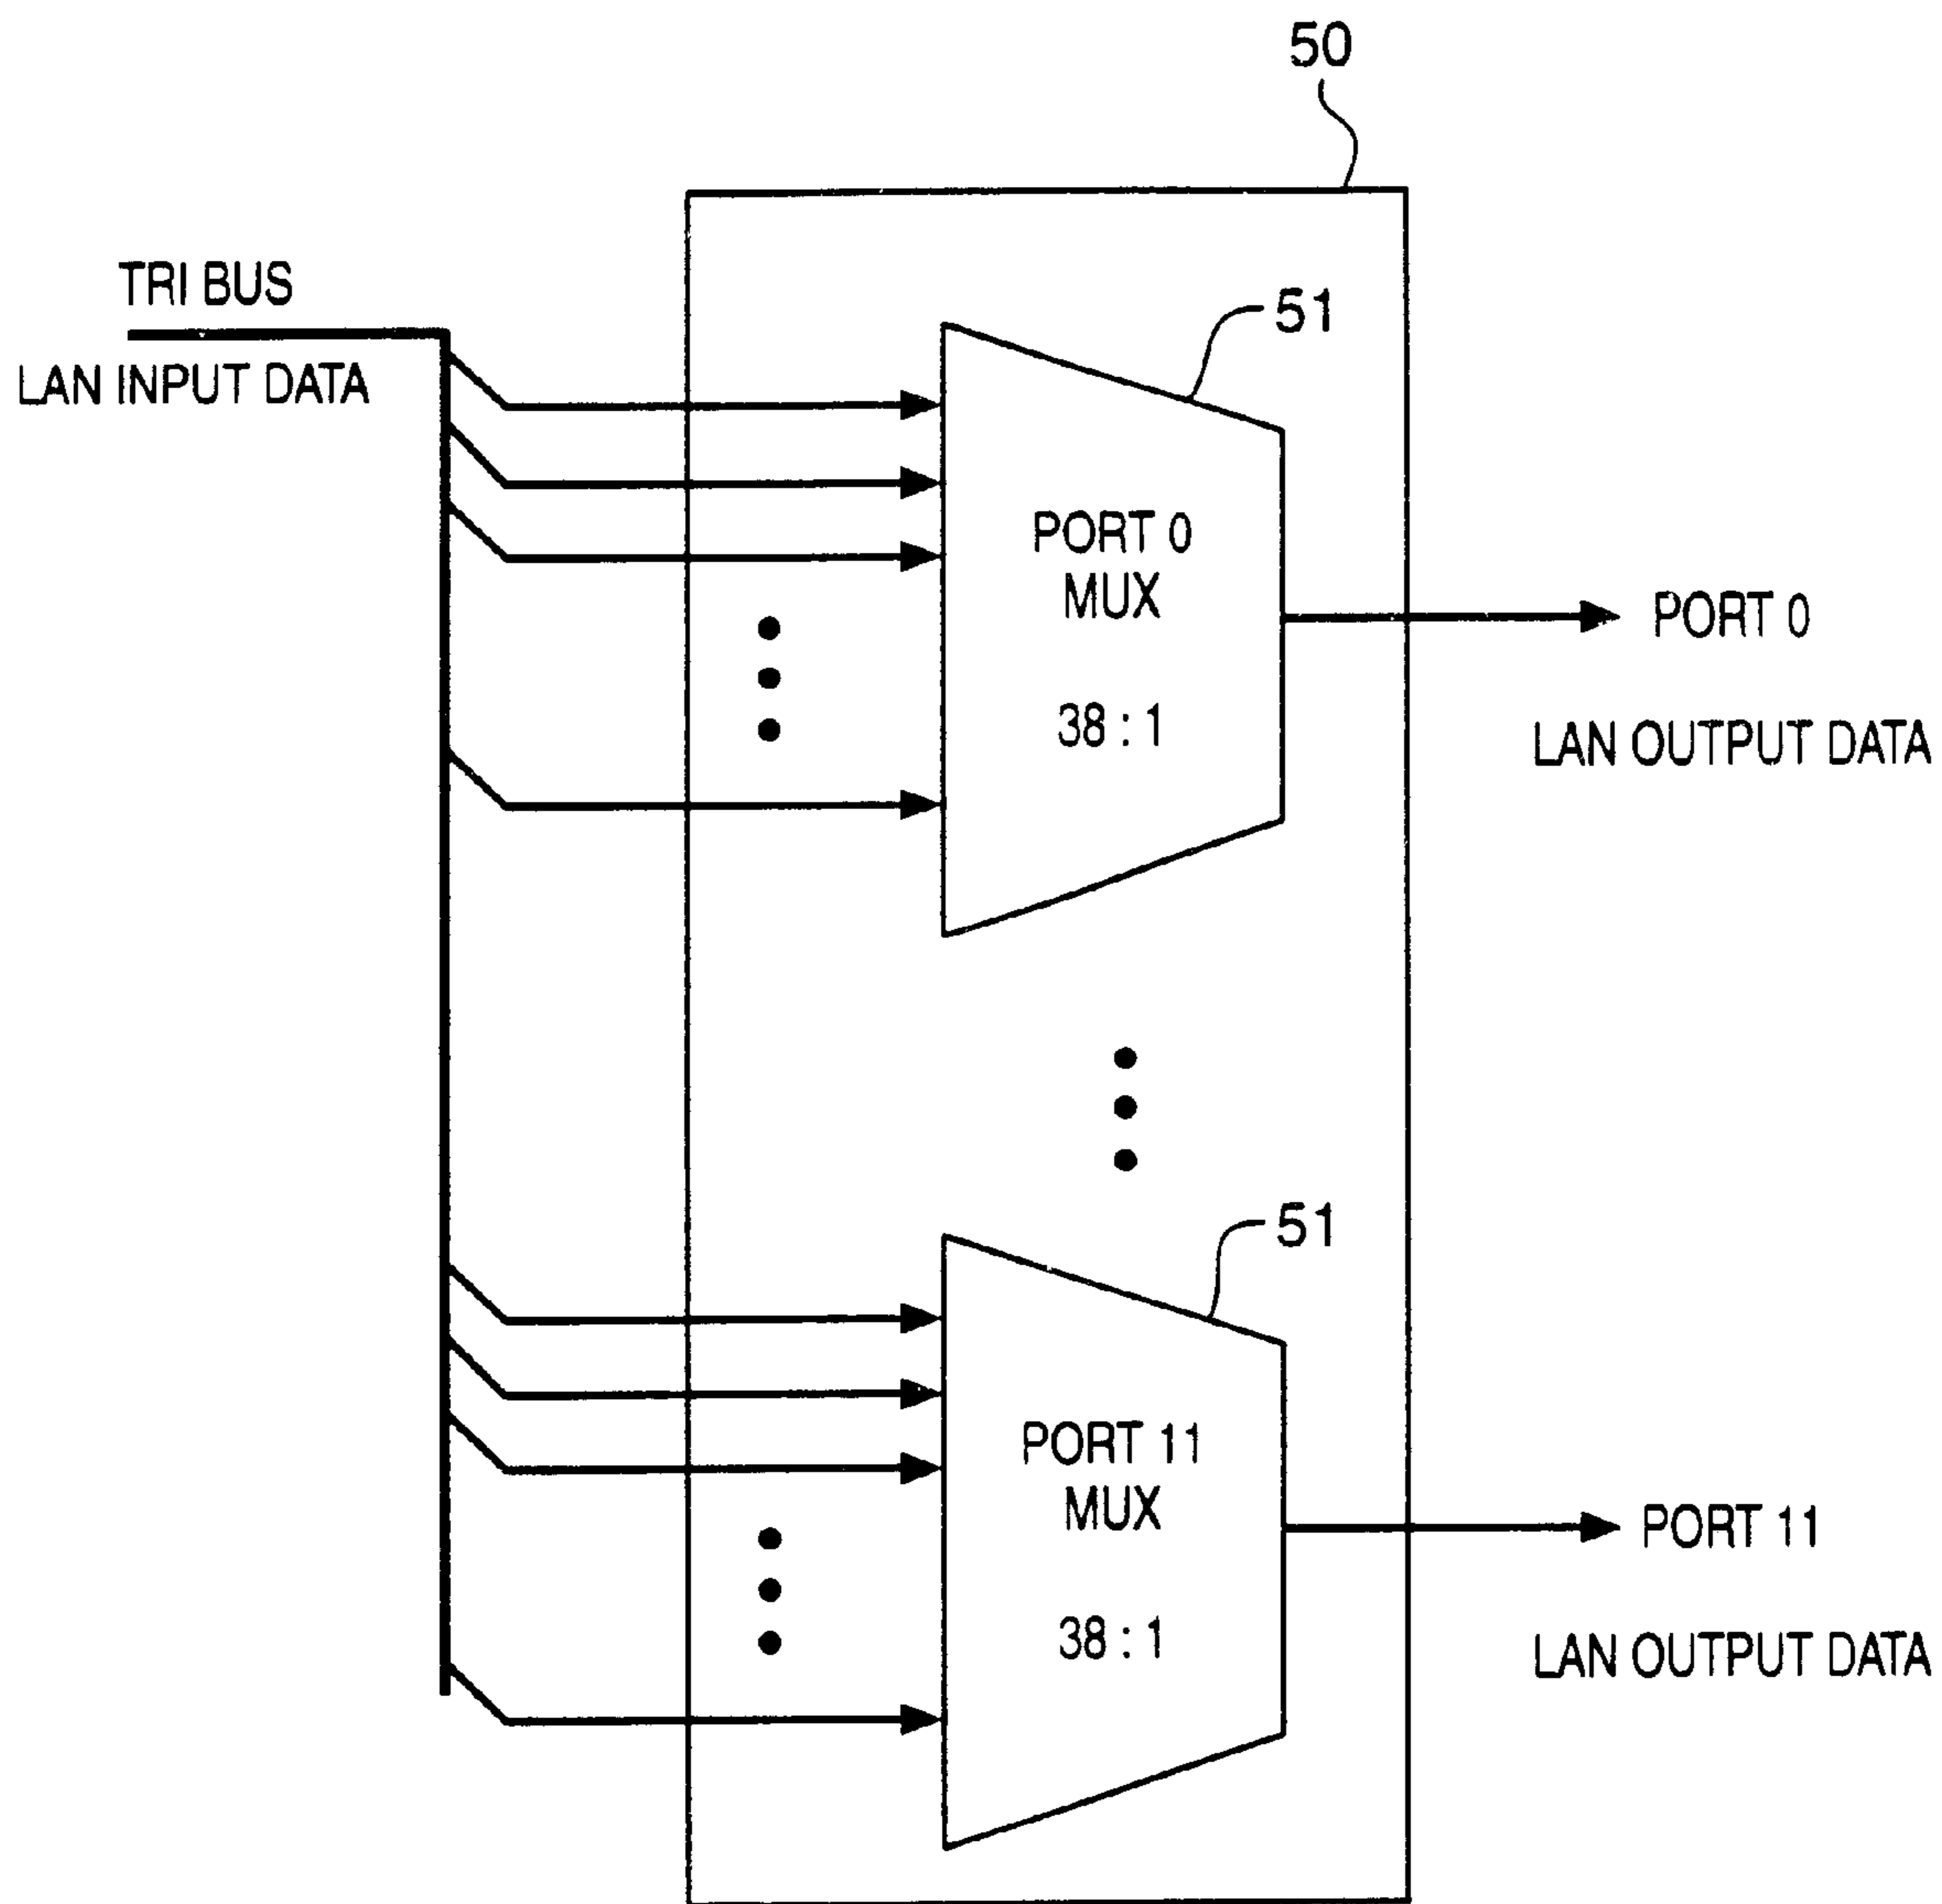 50
TRI BUS
LAN INPUT DATA
51
PORT 0
MUX
38 : 1
PORT 0
LAN OUTPUT DATA
51
PORT 11
MUX
38 : 1
PORT 11
LAN OUTPUT DATA